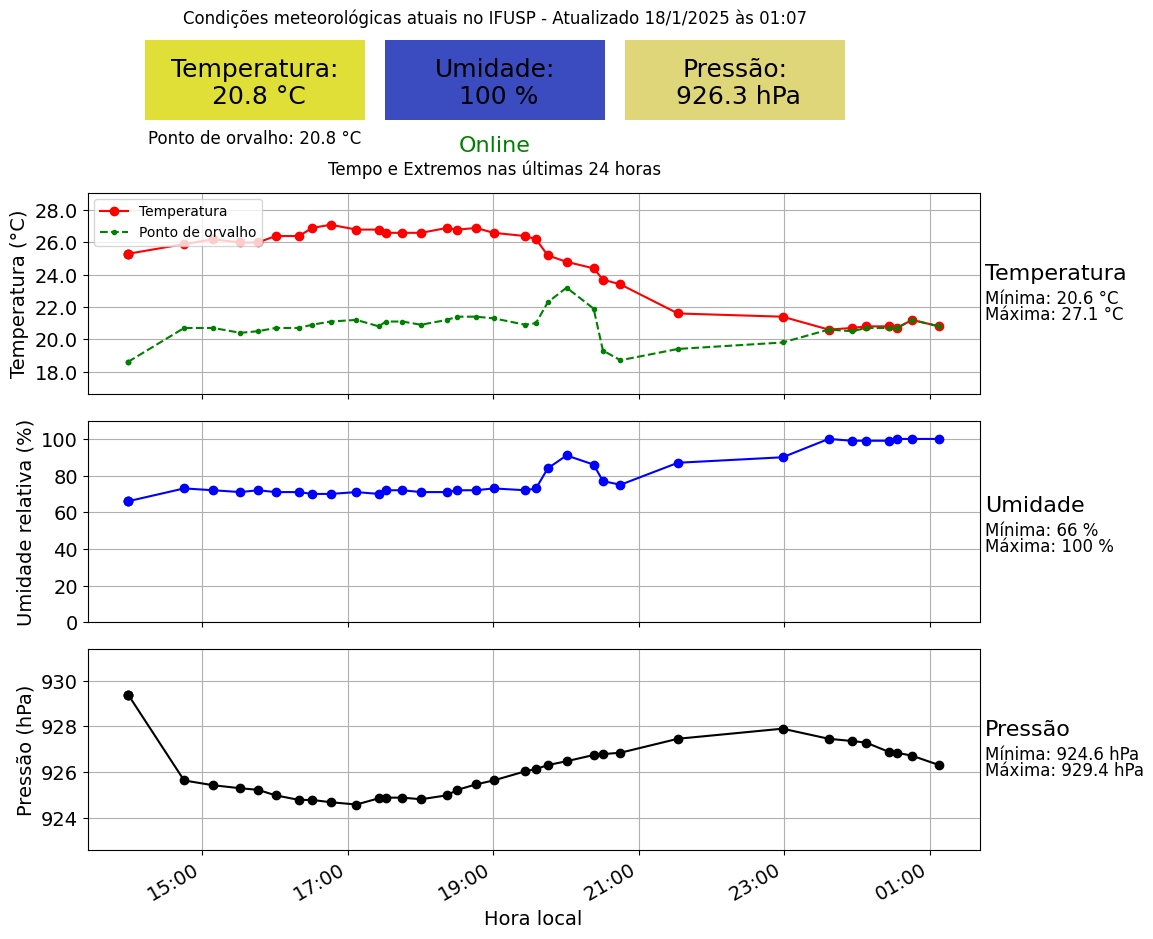 Condições meteorológicas atuais no IFUSP - Atualizado 18/1/2025 às 01:07
Temperatura:
20.8 °C
Umidade:
100 %
Pressão:
926.3 hPa
Ponto de orvalho: 20.8 °C
Online
Tempo e Extremos nas últimas 24 horas
Temperatura (°C)
28.0
26.0
24.0
22.0
20.0
18.0
Temperatura
Ponto de orvalho
Temperatura
Mínima: 20.6 °C
Máxima: 27.1 °C
Umidade relativa (%)
100
80
60
40
20
0
Umidade
Mínima: 66 %
Máxima: 100 %
Pressão (hPa)
930
928
926
924
Pressão
Mínima: 924.6 hPa
Máxima: 929.4 hPa
15:00
17:00
19:00
21:00
23:00
01:00
Hora local